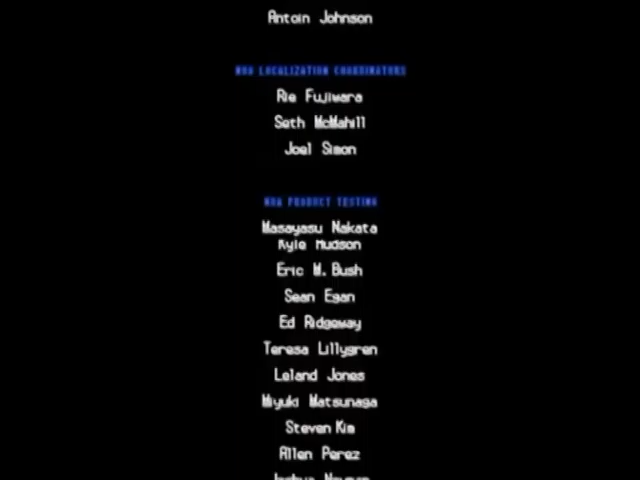 Antoin Johnson
NOA LOCALIZATION COORDINATORS
Rie Fujiwara
Seth McMahill
Joel Simon
NOA PRODUCT TESTING
Masayasu Nakata
Kyle Hudson
Eric M. Bush
Sean Egan
Ed Ridgeway
Teresa Lillygren
Leland Jones
Miyuki Matsunaga
Steven Kim
Allen Perez